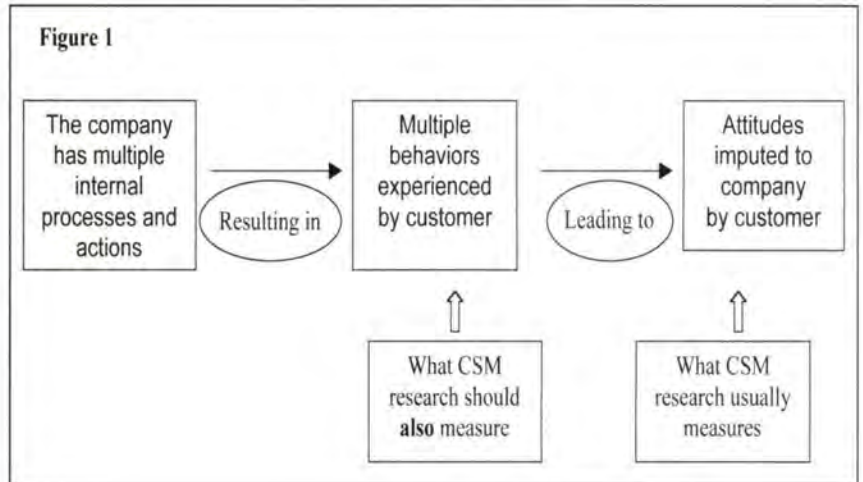 Figure 1
The company
has multiple
internal
processes and
actions
Resulting in
Multiple
behaviors
experienced
by customer
Leading to
Attitudes
imputed to
company
by customer
What CSM
research should
also measure
What CSM
research usually
measures